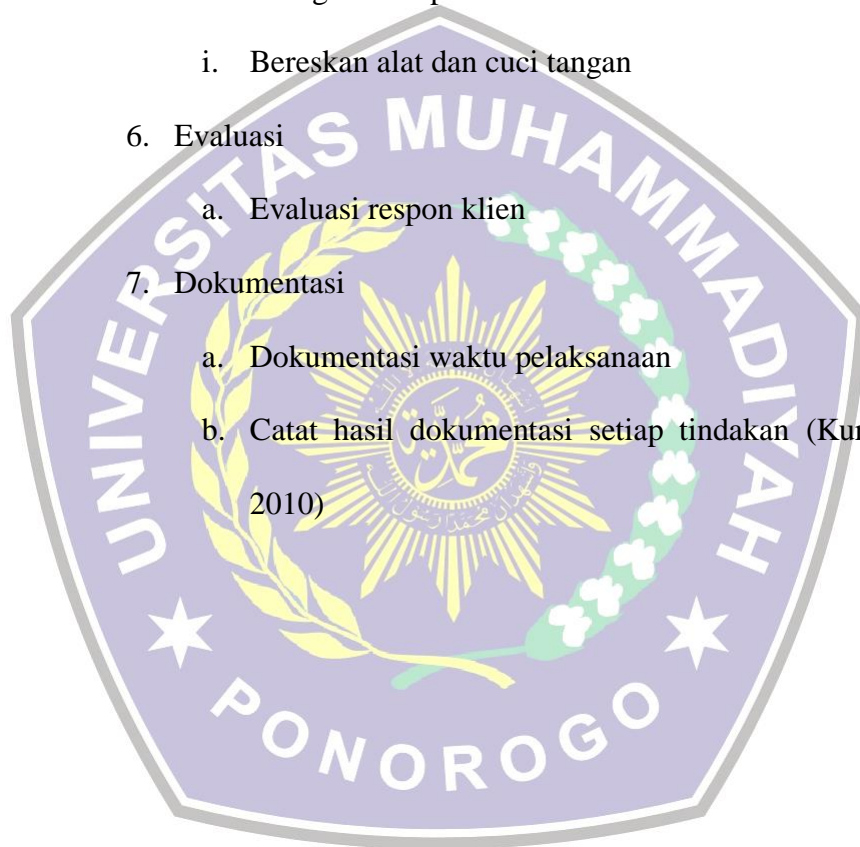 i. Bereskan alat dan cuci tangan
6. Evaluasi
a. Evaluasi respon klien
7. Dokumentasi
a. Dokumentasi waktu pelaksanaan
b. Catat hasil dokumentasi setiap tindakan (Kur
2010)
UNIVERSITAS MUHAMMADIYAH
PONOROGO